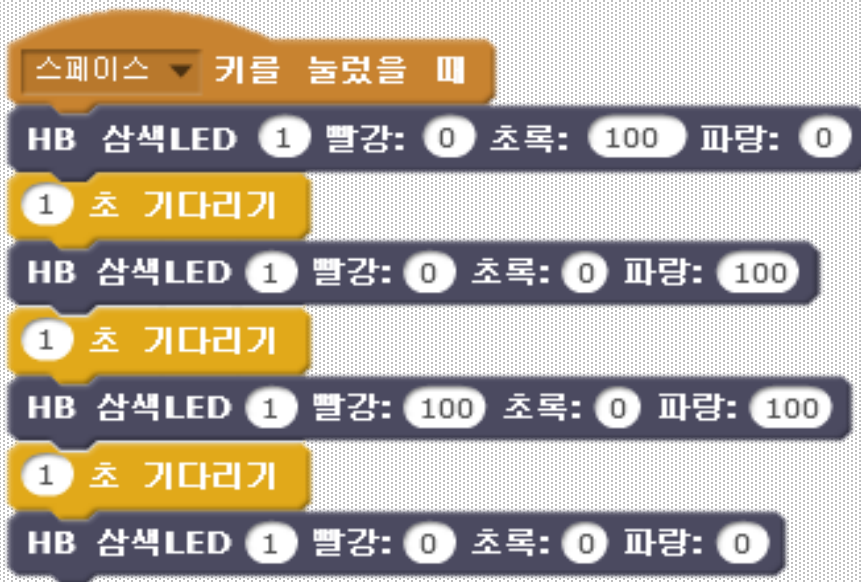 스페이스 키를 눌렀을 때
HB 삼색LED 1 빨강: 0 초록: 100 파랑: 0
1 초 기다리기
HB 삼색LED 1 빨강: 0 초록: 0 파랑: 100
1 초 기다리기
HB 삼색LED 1 빨강: 100 초록: 0 파랑: 100
1 초 기다리기
HB 삼색LED 1 빨강: 0 초록: 0 파랑: 0